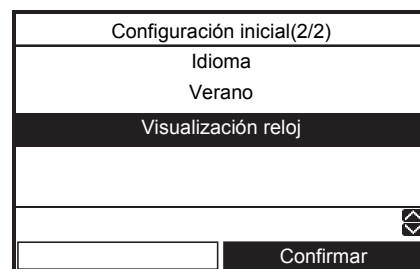 Configuración inicial(2/2)
Idioma
Verano
Visualización reloj
Confirmar